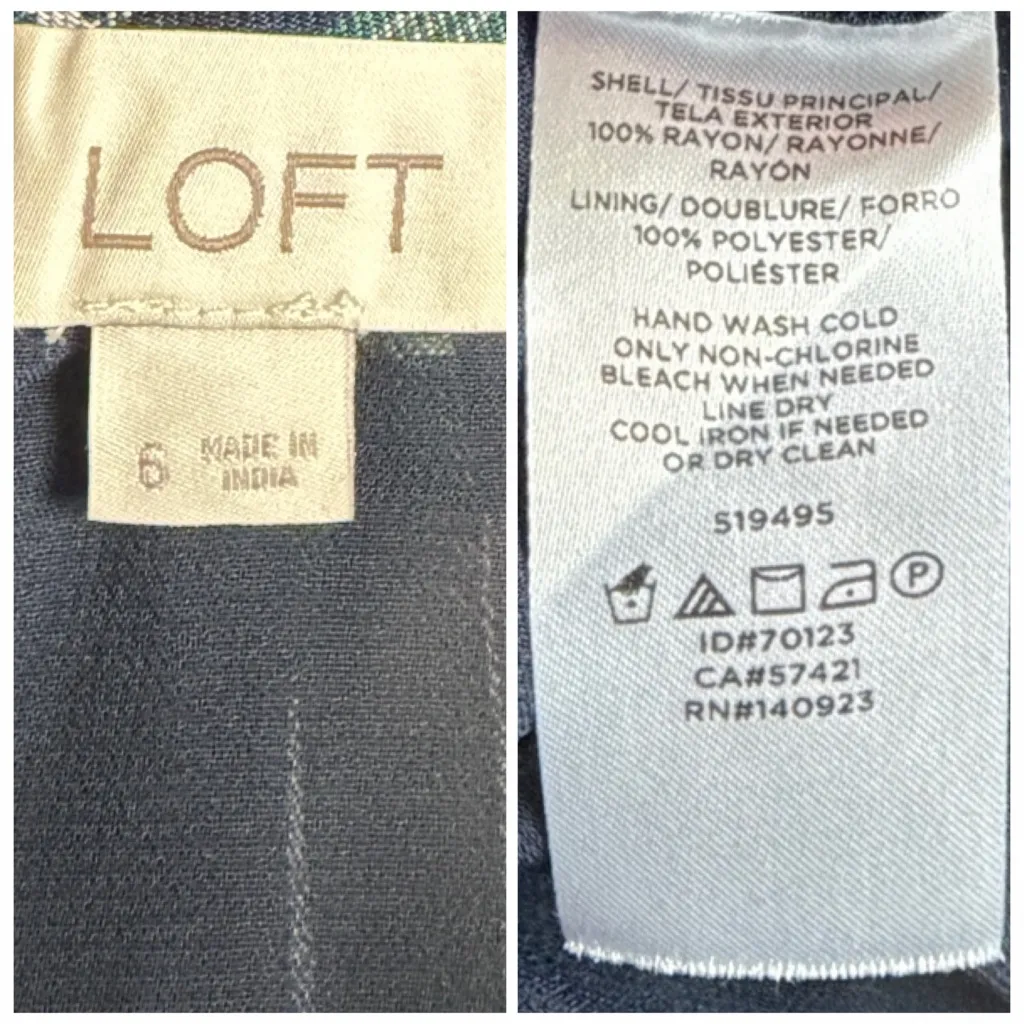 LOFT
6 MADE IN
INDIA
SHELL/ TISSU PRINCIPAL/
TELA EXTERIOR
100% RAYON/ RAYONNE/
RAYÓN
LINING/ DOUBLURE/ FORRO
100% POLYESTER/
POLIÉSTER
HAND WASH COLD
ONLY NON-CHLORINE
BLEACH WHEN NEEDED
LINE DRY
COOL IRON IF NEEDED
OR DRY CLEAN
519495
P
ID#70123
CA#57421
RN#140923